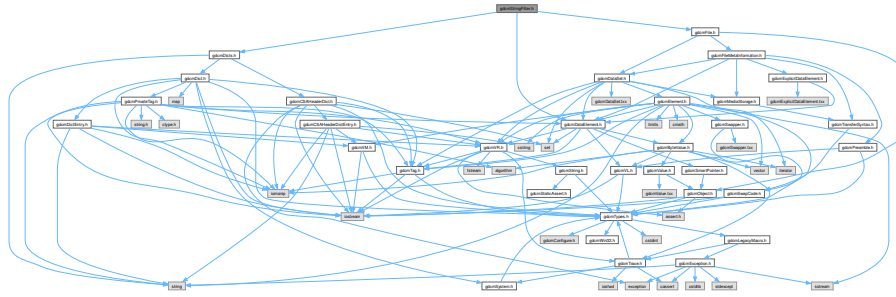 gdcmStringFilter.h
gdcmFile.h
gdcmDicts.h
gdcmFileMetaInformation.h
gdcmDict.h
gdcmDataSet.h
gdcmExplicitDataElement.h
gdcmPrivateTag.h
map
gdcmCSAHeaderDict.h
gdcmDataSet.txx
gdcmElement.h
gdcmMediaStorage.h
gdcmExplicitDataElement.txx
gdcmDictEntry.h
string.h
ctype.h
gdcmCSAHeaderDictEntry.h
gdcmDataElement.h
limits
cmath
gdcmSwapper.h
gdcmTransferSyntax.h
gdcmVM.h
gdcmVR.h
cstring
set
gdcmByteValue.h
gdcmSwapper.txx
gdcmPreamble.h
gdcmTag.h
fstream
algorithm
gdcmString.h
gdcmVL.h
gdcmValue.h
gdcmSmartPointer.h
vector
iterator
iomanip
gdcmStaticAssert.h
gdcmValue.txx
gdcmObject.h
gdcmSwapCode.h
iostream
gdcmTypes.h
assert.h
gdcmConfigure.h
gdcmWin32.h
cstddef
gdcmLegacyMacro.h
gdcmTrace.h
gdcmException.h
string
gdcmSystem.h
exception
cassert
cstdlib
stdexcept
sstream